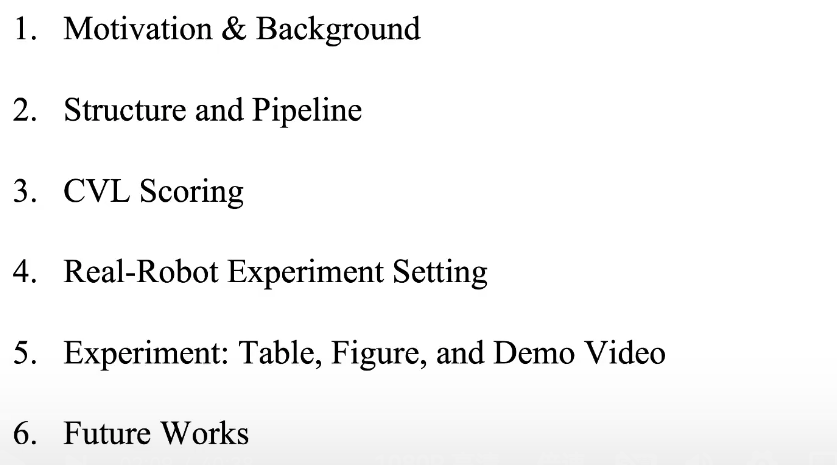 1. Motivation & Background
2. Structure and Pipeline
3. CVL Scoring
4. Real-Robot Experiment Setting
5. Experiment: Table, Figure, and Demo Video
6. Future Works